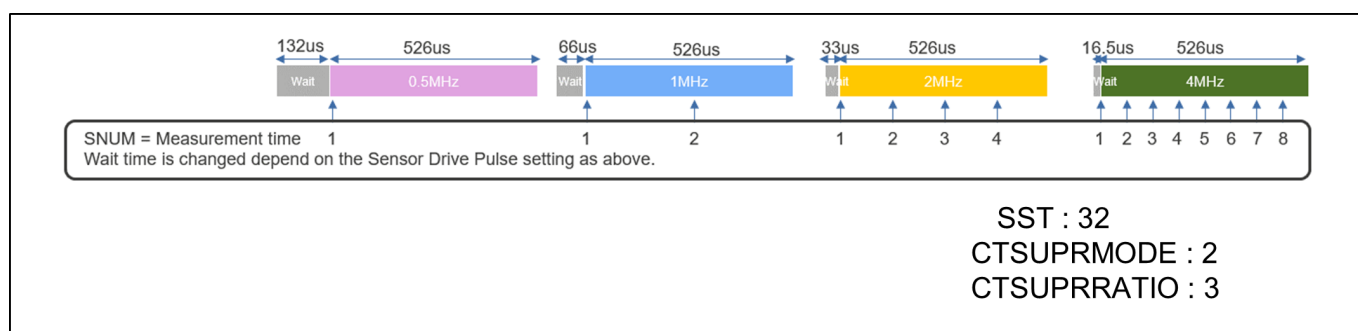 132us 526us 66us 526us 33us 526us 16.5us 526us
Wait 0.5MHz Wait 1MHz Wait 2MHz Wait 4MHz
SNUM = Measurement time 1 1 2 1 2 3 4 1 2 3 4 5 6 7 8
Wait time is changed depend on the Sensor Drive Pulse setting as above.
SST : 32
CTSUPRMODE : 2
CTSUPRRATIO : 3